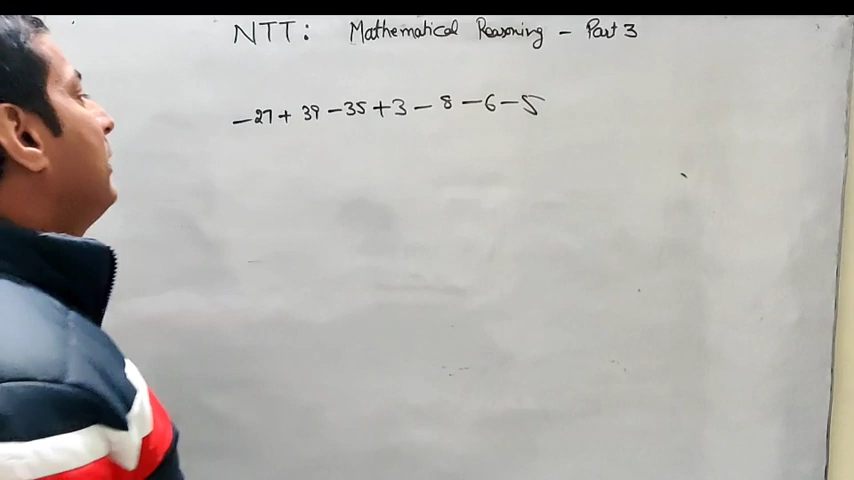 NTT: Mathematical Reasoning - Part 3
-27 + 39 - 35 + 3 - 8 - 6 - 5